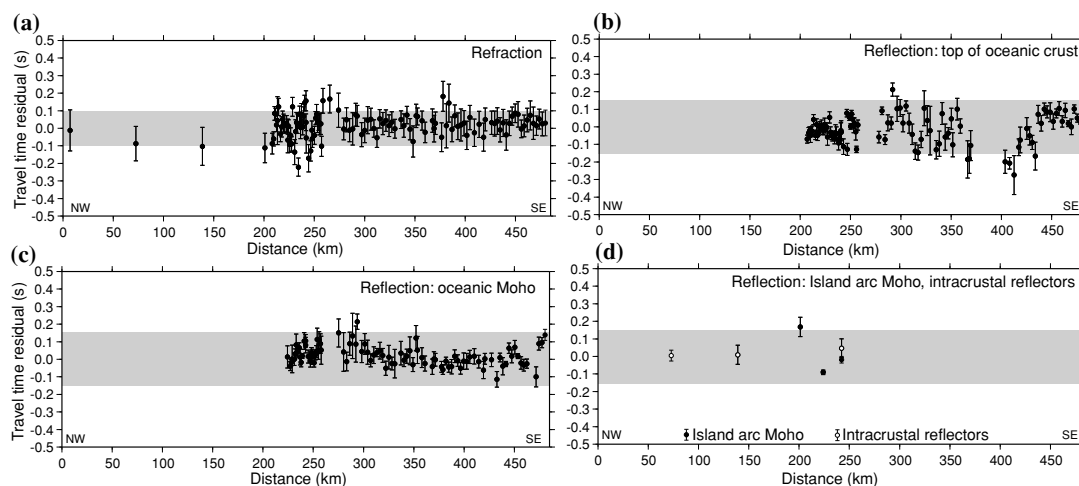 (a)
Refraction
Travel time residual (s)
0.5
0.4
0.3
0.2
0.1
0.0
-0.1
-0.2
-0.3
-0.4
-0.5
NW
SE
0 50 100 150 200 250 300 350 400 450
Distance (km)
(b)
Reflection: top of oceanic crust
0.5
0.4
0.3
0.2
0.1
0.0
-0.1
-0.2
-0.3
-0.4
-0.5
NW
SE
0 50 100 150 200 250 300 350 400 450
Distance (km)
(c)
Reflection: oceanic Moho
Travel time residual (s)
0.5
0.4
0.3
0.2
0.1
0.0
-0.1
-0.2
-0.3
-0.4
-0.5
NW
SE
0 50 100 150 200 250 300 350 400 450
Distance (km)
(d)
Reflection: Island arc Moho, intracrustal reflectors
0.5
0.4
0.3
0.2
0.1
0.0
-0.1
-0.2
-0.3
-0.4
-0.5
Island arc Moho Intracrustal reflectors
NW
SE
0 50 100 150 200 250 300 350 400 450
Distance (km)